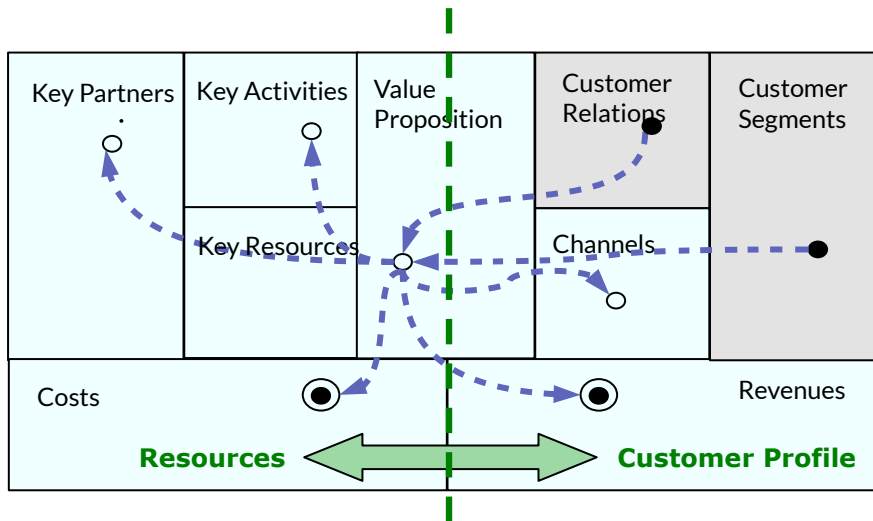 Key Partners
.
Key Activities
Value
Proposition
Customer
Relations
Customer
Segments
Key Resources
Channels
Costs
Revenues
Resources
Customer Profile